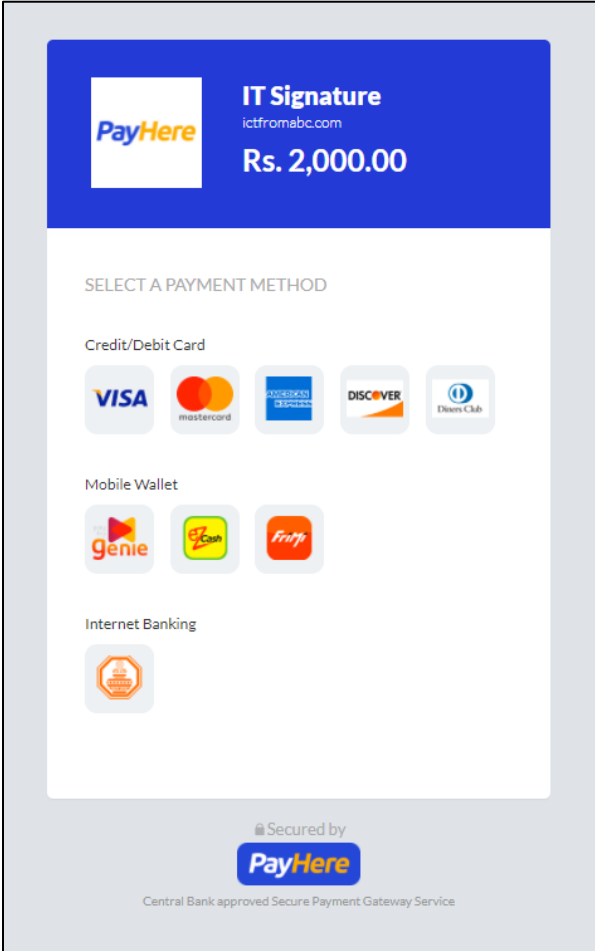 PayHere
IT Signature
ictfromabc.com
Rs. 2,000.00
SELECT A PAYMENT METHOD
Credit/Debit Card
VISA
mastercard
AMERICAN
EXPRESS
DISCOVER
Diners Club
Mobile Wallet
genie
eZ Cash
FriMi
Internet Banking
Secured by
PayHere
Central Bank approved Secure Payment Gateway Service